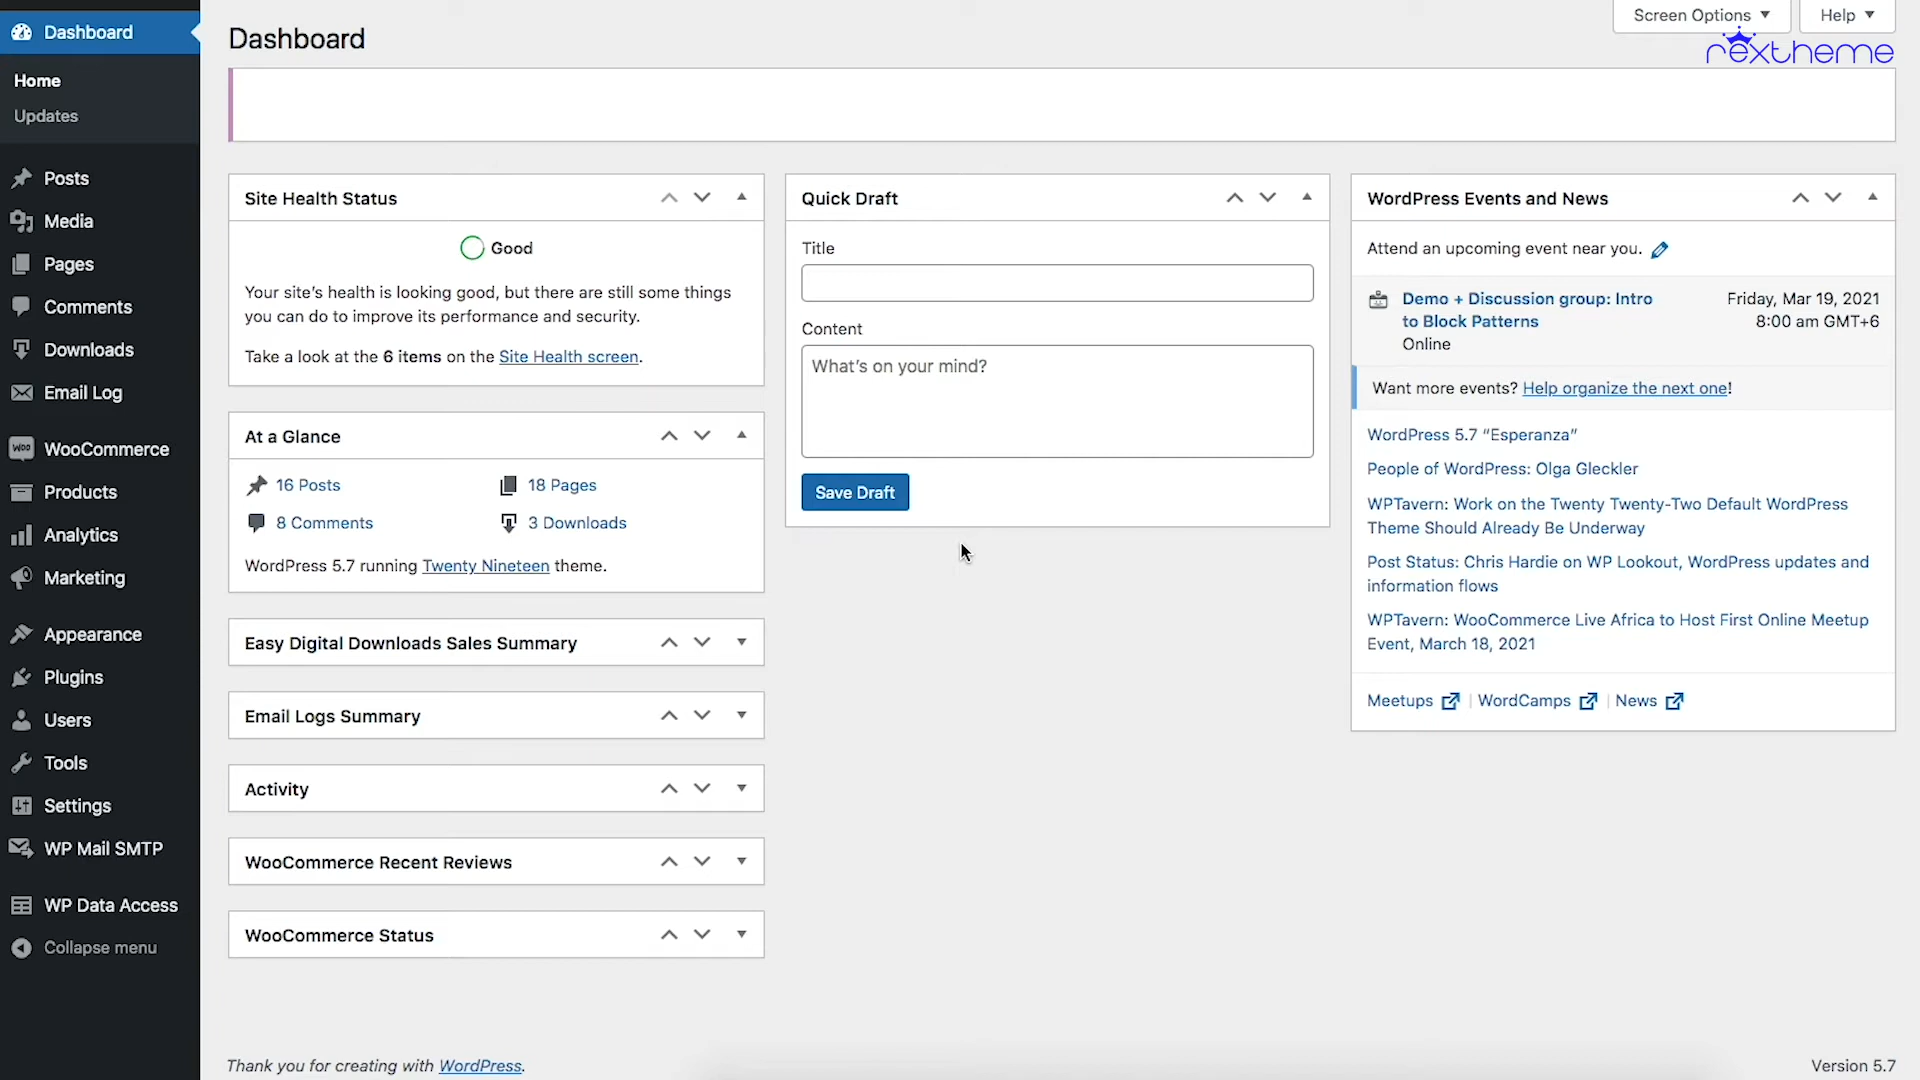 Dashboard
Home
Updates
Posts
Media
Pages
Comments
Downloads
Email Log
WooCommerce
Products
Analytics
Marketing
Appearance
Plugins
Users
Tools
Settings
WP Mail SMTP
WP Data Access
Collapse menu
Dashboard
Screen Options
Help
rextheme
Site Health Status
Good
Your site's health is looking good, but there are still some things
you can do to improve its performance and security.
Take a look at the 6 items on the Site Health screen.
At a Glance
16 Posts
18 Pages
8 Comments
3 Downloads
WordPress 5.7 running Twenty Nineteen theme.
Easy Digital Downloads Sales Summary
Email Logs Summary
Activity
WooCommerce Recent Reviews
WooCommerce Status
Quick Draft
Title
Content
What's on your mind?
Save Draft
WordPress Events and News
Attend an upcoming event near you.
Demo + Discussion group: Intro
to Block Patterns
Online
Friday, Mar 19, 2021
8:00 am GMT+6
Want more events? Help organize the next one!
WordPress 5.7 “Esperanza”
People of WordPress: Olga Gleckler
WPTavern: Work on the Twenty Twenty-Two Default WordPress
Theme Should Already Be Underway
Post Status: Chris Hardie on WP Lookout, WordPress updates and
information flows
WPTavern: WooCommerce Live Africa to Host First Online Meetup
Event, March 18, 2021
Meetups | WordCamps | News
Thank you for creating with WordPress.
Version 5.7